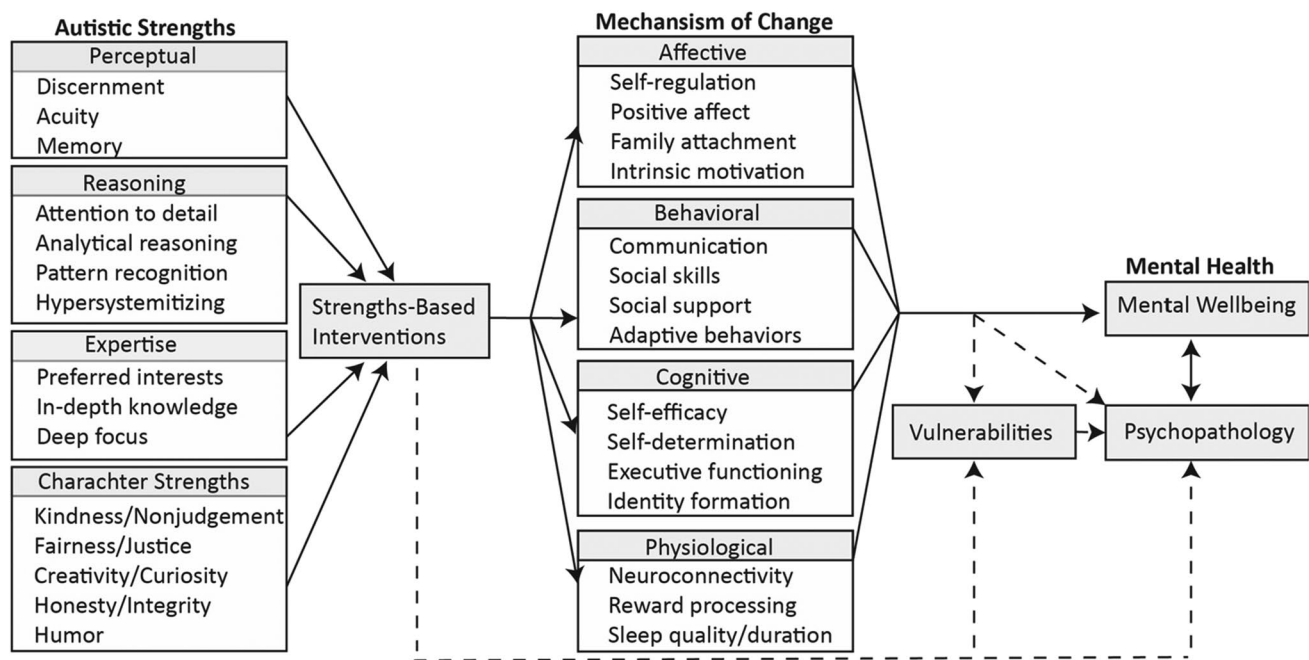 Autistic Strengths
Perceptual
Discernment
Acuity
Memory
Reasoning
Attention to detail
Analytical reasoning
Pattern recognition
Hypersystemitizing
Expertise
Preferred interests
In-depth knowledge
Deep focus
Charachter Strengths
Kindness/Nonjudgement
Fairness/Justice
Creativity/Curiosity
Honesty/Integrity
Humor
Strengths-Based
Interventions
Mechansism of Change
Affective
Self-regulation
Positive affect
Family attachment
Intrinsic motivation
Behavioral
Communication
Social skills
Social support
Adaptive behaviors
Cognitive
Self-efficacy
Self-determination
Executive functioning
Identity formation
Physiological
Neuroconnectivity
Reward processing
Sleep quality/duration
Mental Health
Mental Wellbeing
Vulnerabilities
Psychopathology